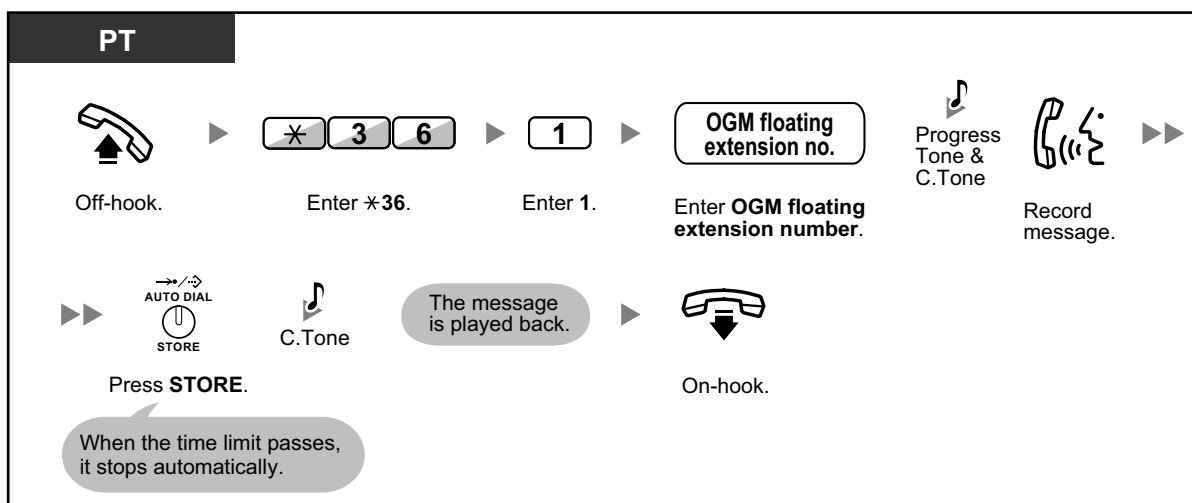 PT
✳ 3 6
1
OGM floating
extension no.
Progress
Tone &
C.Tone
Off-hook.
Enter ✳36.
Enter 1.
Enter OGM floating
extension number.
Record
message.
AUTO DIAL
STORE
C.Tone
The message
is played back.
Press STORE.
On-hook.
When the time limit passes,
it stops automatically.